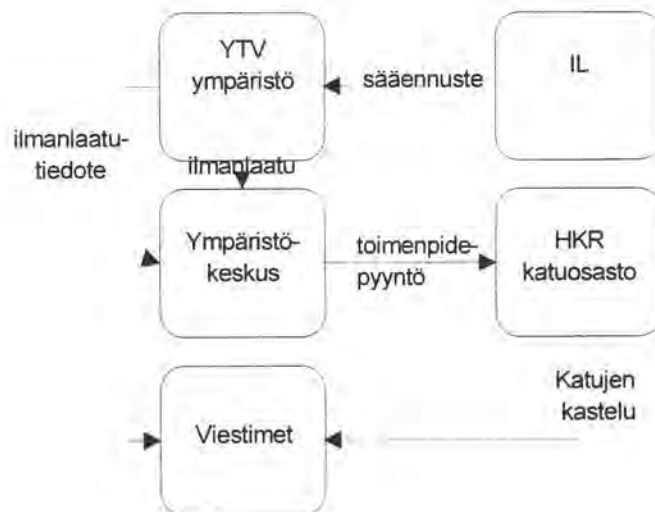 YTV
ympäristö
sääennuste
IL
ilmanlaatu-
tiedote
ilmanlaatu
Ympäristö-
keskus
toimenpide-
pyyntö
HKR
katuosasto
Katujen
kastelu
Viestimet